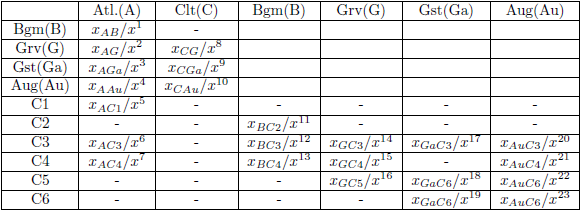 Atl.(A) Clt(C) Bgm(B) Grv(G) Gst(Ga) Aug(Au)
Bgm(B) x_{AB}/x^1 -
Grv(G) x_{AG}/x^2 x_{CG}/x^8
Gst(Ga) x_{AGa}/x^3 x_{CGa}/x^9
Aug(Au) x_{AAu}/x^4 x_{CAu}/x^{10}
C1 x_{AC1}/x^5 - - - - -
C2 - - x_{BC2}/x^{11} - - -
C3 x_{AC3}/x^6 - x_{BC3}/x^{12} x_{GC3}/x^{14} x_{GaC3}/x^{17} x_{AuC3}/x^{20}
C4 x_{AC4}/x^7 - x_{BC4}/x^{13} x_{GC4}/x^{15} - x_{AuC4}/x^{21}
C5 - - - x_{GC5}/x^{16} x_{GaC6}/x^{18} x_{AuC6}/x^{22}
C6 - - - - x_{GaC6}/x^{19} x_{AuC6}/x^{23}